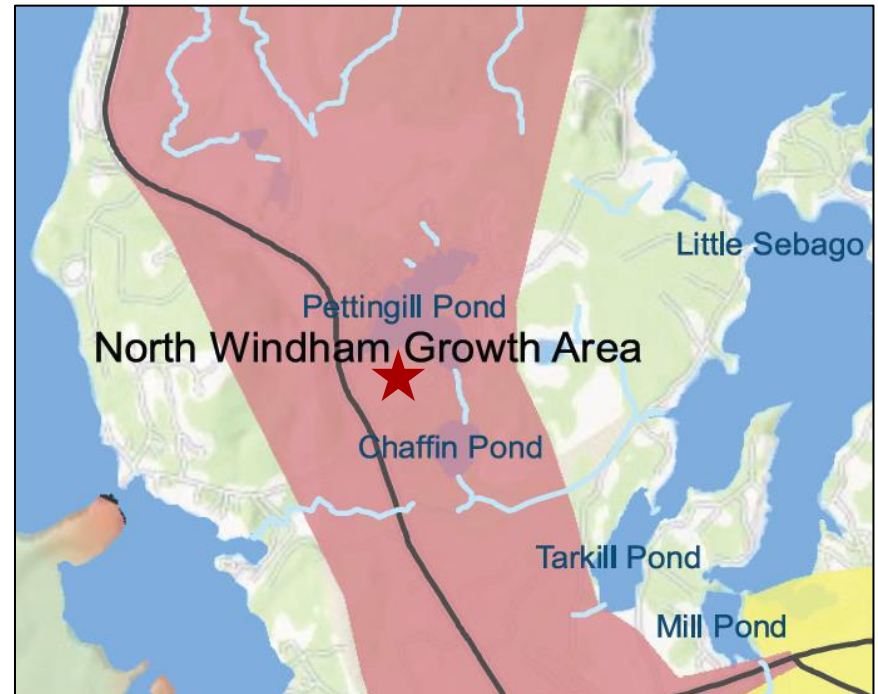 Little Sebago
Pettingill Pond
North Windham Growth Area
Chaffin Pond
Tarkill Pond
Mill Pond